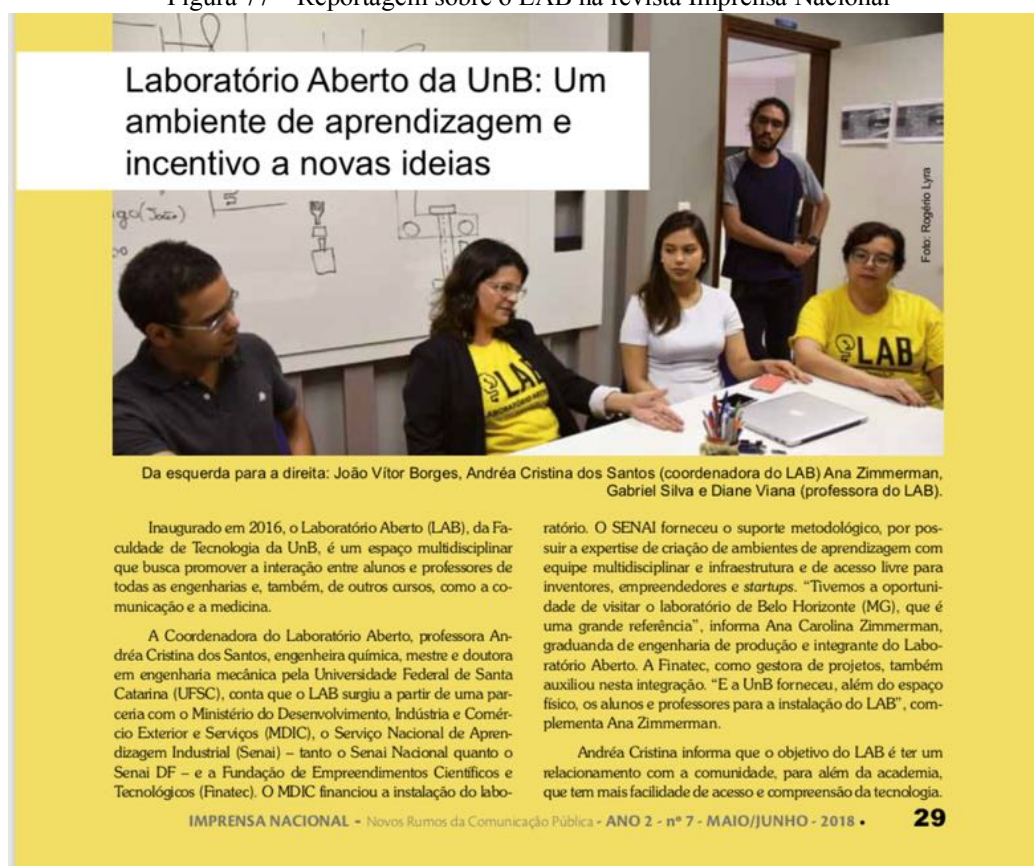 Figura 77 – Reportagem sobre o LAB na revista Imprensa Nacional
Laboratório Aberto da UnB: Um
ambiente de aprendizagem e
incentivo a novas ideias
go(João)
LAB
LABORATÓRIO
LAB
Foto: Rogério Lyra
Da esquerda para a direita: João Vítor Borges, Andréa Cristina dos Santos (coordenadora do LAB) Ana Zimmerman,
Gabriel Silva e Diane Viana (professora do LAB).
Inaugurado em 2016, o Laboratório Aberto (LAB), da Fa-
culdade de Tecnologia da UnB, é um espaço multidisciplinar
que busca promover a interação entre alunos e professores de
todas as engenharias e, também, de outros cursos, como a co-
municação e a medicina.
A Coordenadora do Laboratório Aberto, professora An-
dréa Cristina dos Santos, engenheira química, mestre e doutora
em engenharia mecânica pela Universidade Federal de Santa
Catarina (UFSC), conta que o LAB surgiu a partir de uma par-
ceria com o Ministério do Desenvolvimento, Indústria e Comér-
cio Exterior e Serviços (MDIC), o Serviço Nacional de Apren-
dizagem Industrial (Senai) – tanto o Senai Nacional quanto o
Senai DF – e a Fundação de Empreendimentos Científicos e
Tecnológicos (Finatec). O MDIC financiou a instalação do labo-
ratório. O SENAI forneceu o suporte metodológico, por pos-
suir a expertise de criação de ambientes de aprendizagem com
equipe multidisciplinar e infraestrutura e de acesso livre para
inventores, empreendedores e startups. “Tivemos a oportuni-
dade de visitar o laboratório de Belo Horizonte (MG), que é
uma grande referência”, informa Ana Carolina Zimmerman,
graduanda de engenharia de produção e integrante do Labo-
ratório Aberto. A Finatec, como gestora de projetos, também
auxiliou nesta integração. “E a UnB forneceu, além do espaço
físico, os alunos e professores para a instalação do LAB”, com-
plementa Ana Zimmerman.
Andréa Cristina informa que o objetivo do LAB é ter um
relacionamento com a comunidade, para além da academia,
que tem mais facilidade de acesso e compreensão da tecnologia.
IMPRENSA NACIONAL - Novos Rumos da Comunicação Pública - ANO 2 - nº 7 - MAIO/JUNHO - 2018 • 29